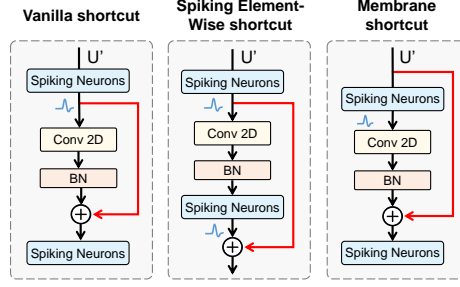 Vanilla shortcut
U'
Spiking Neurons
Conv 2D
BN
+
Spiking Neurons
Spiking Element-
Wise shortcut
U'
Spiking Neurons
Conv 2D
BN
Spiking Neurons
+
Membrane
shortcut
U'
Spiking Neurons
Conv 2D
BN
+
Spiking Neurons